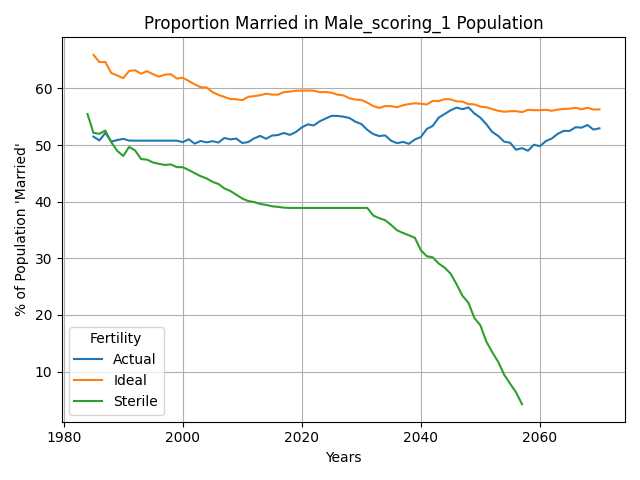 Proportion Married in Male_scoring_1 Population
% of Population 'Married'
60
50
40
30
20
10
Fertility
Actual
Ideal
Sterile
1980 2000 2020 2040 2060
Years